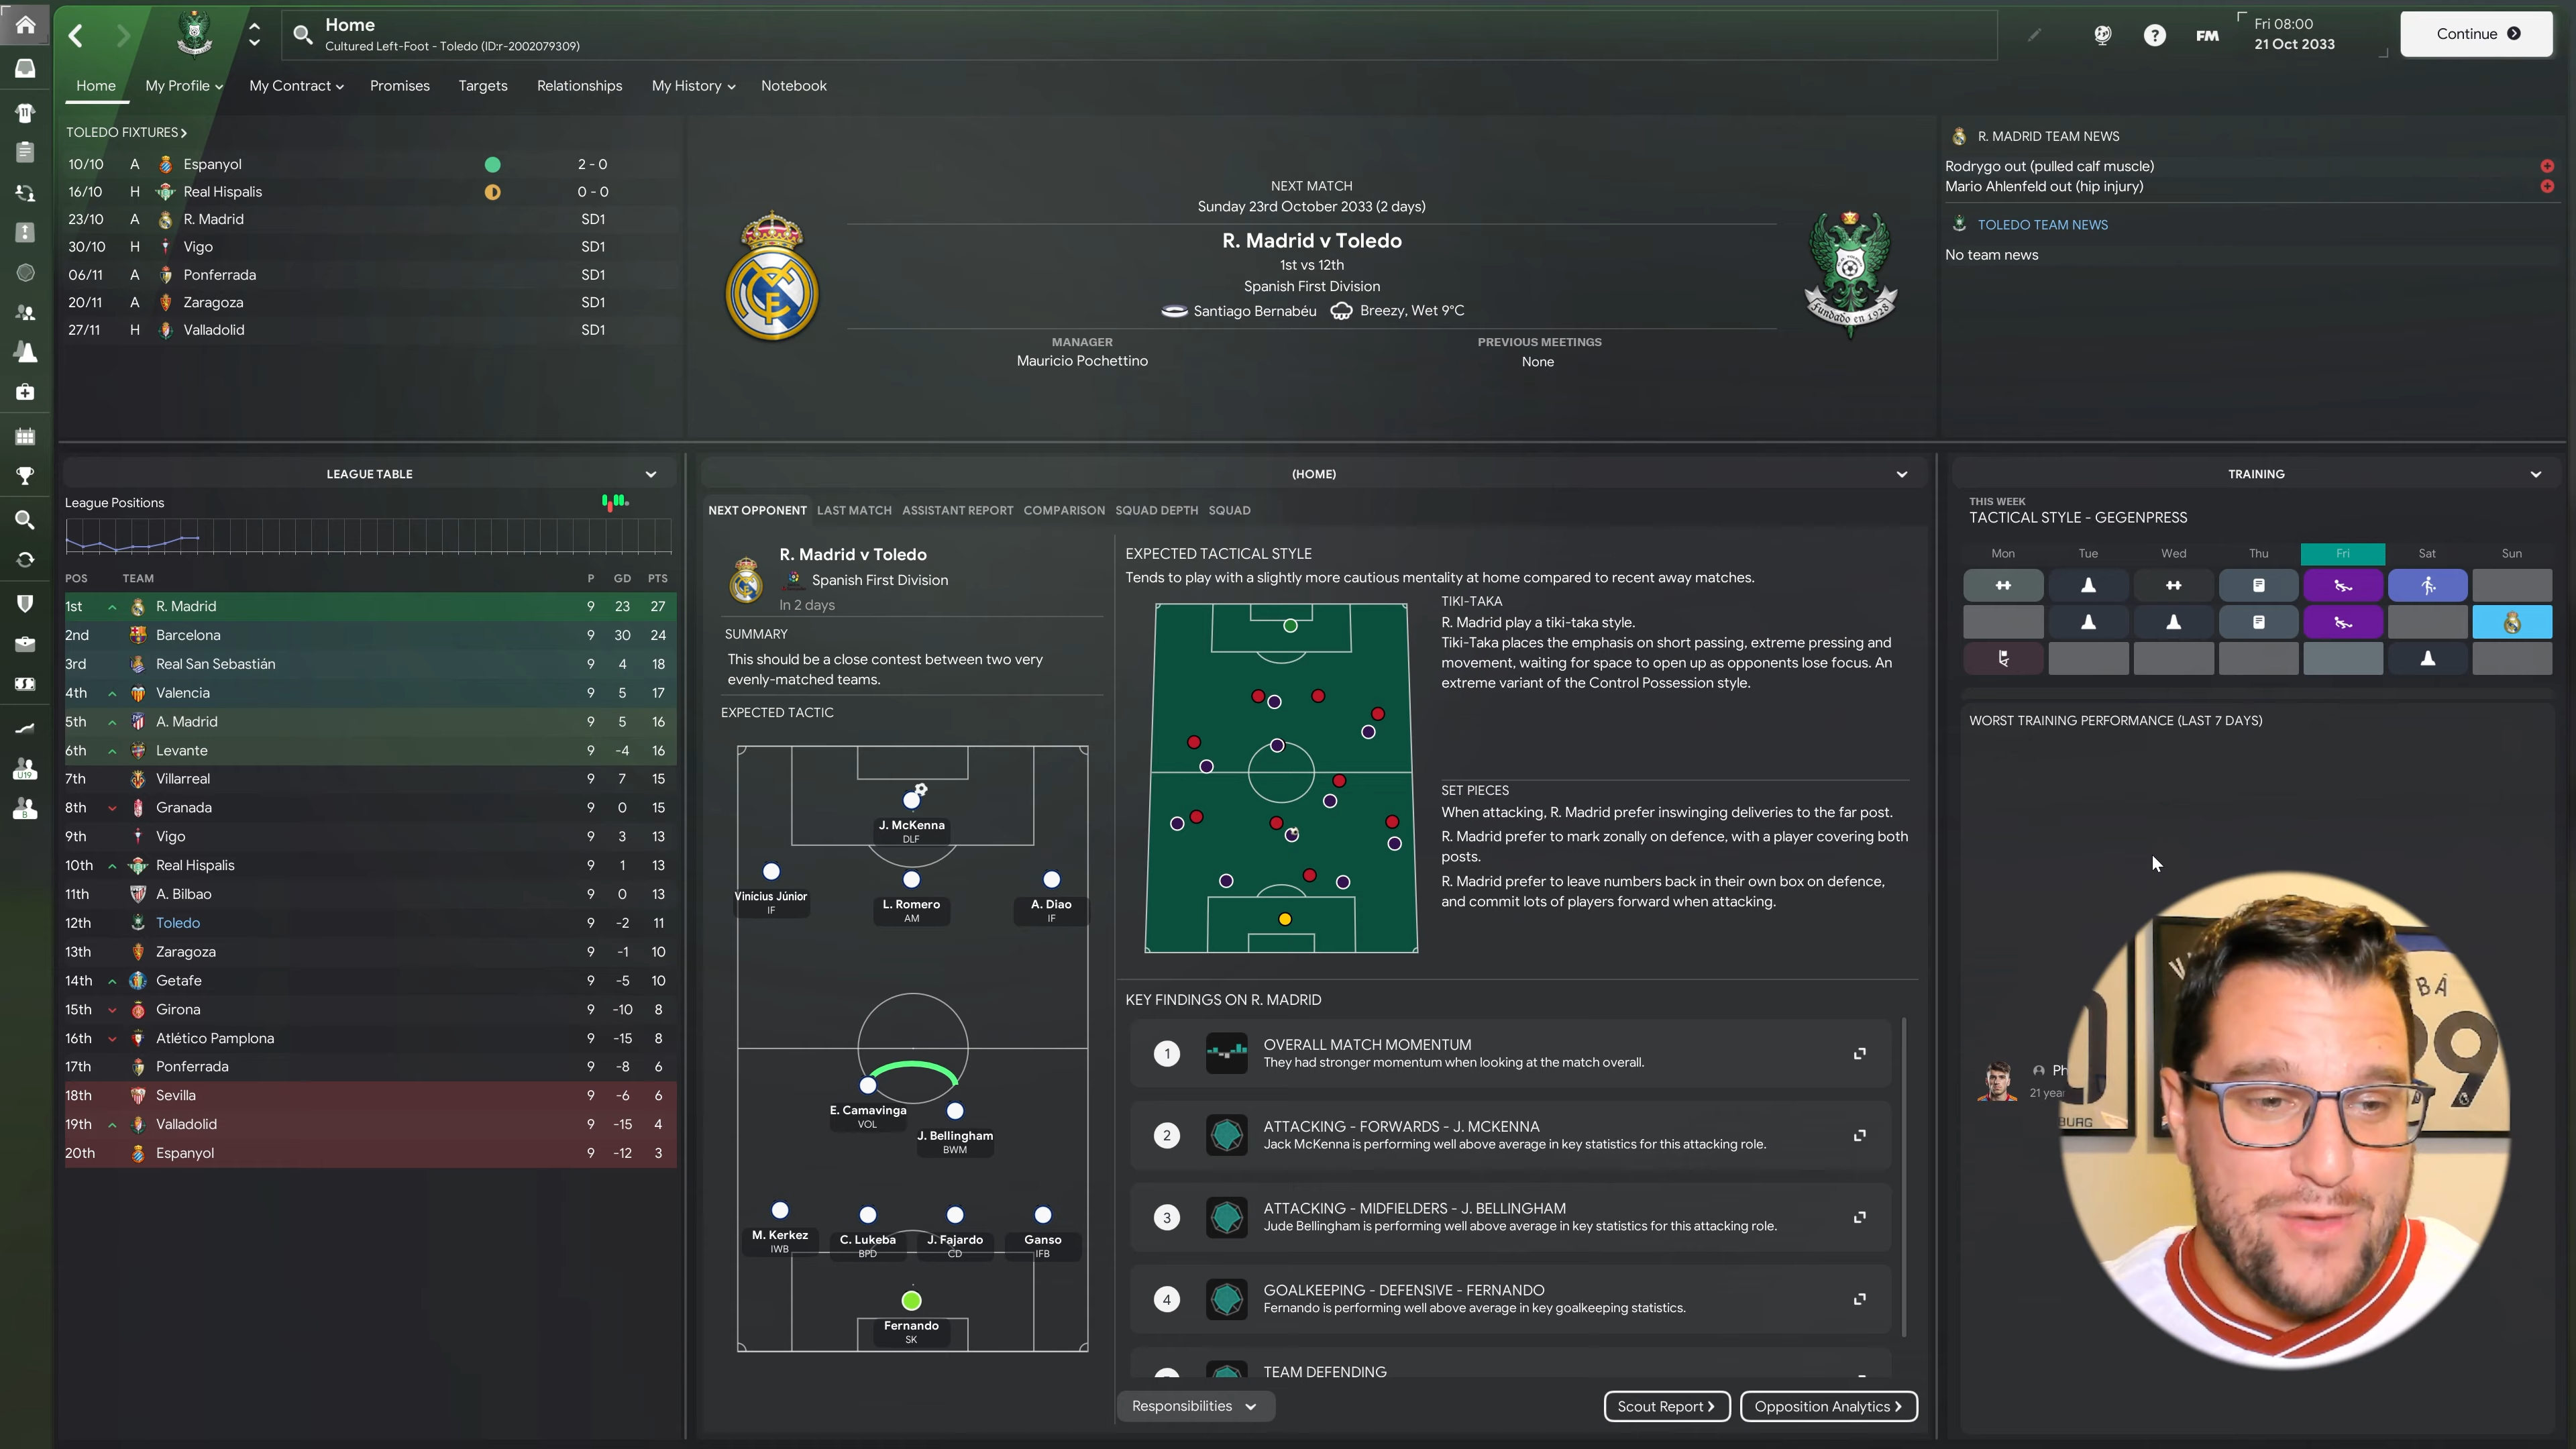 Home
Cultured Left-Foot - Toledo (ID:r-2002079309)
FM
Fri 08:00
21 Oct 2033
Continue
Home My Profile My Contract Promises Targets Relationships My History Notebook
TOLEDO FIXTURES
10/10 A Espanyol 2 - 0
16/10 H Real Hispalis 0 - 0
23/10 A R. Madrid SD1
30/10 H Vigo SD1
06/11 A Ponferrada SD1
20/11 A Zaragoza SD1
27/11 H Valladolid SD1
NEXT MATCH
Sunday 23rd October 2033 (2 days)
R. Madrid v Toledo
1st vs 12th
Spanish First Division
Santiago Bernabéu Breezy, Wet 9°C
MANAGER
Mauricio Pochettino
PREVIOUS MEETINGS
None
Fundado en 1928
R. MADRID TEAM NEWS
Rodrygo out (pulled calf muscle)
Mario Ahlenfeld out (hip injury)
TOLEDO TEAM NEWS
No team news
11
U19
B
LEAGUE TABLE
League Positions
POS TEAM P GD PTS
1st R. Madrid 9 23 27
2nd Barcelona 9 30 24
3rd Real San Sebastián 9 4 18
4th Valencia 9 5 17
5th A. Madrid 9 5 16
6th Levante 9 -4 16
7th Villarreal 9 7 15
8th Granada 9 0 15
9th Vigo 9 3 13
10th Real Hispalis 9 1 13
11th A. Bilbao 9 0 13
12th Toledo 9 -2 11
13th Zaragoza 9 -1 10
14th Getafe 9 -5 10
15th Girona 9 -10 8
16th Atlético Pamplona 9 -15 8
17th Ponferrada 9 -8 6
18th Sevilla 9 -6 6
19th Valladolid 9 -15 4
20th Espanyol 9 -12 3
(HOME)
NEXT OPPONENT LAST MATCH ASSISTANT REPORT COMPARISON SQUAD DEPTH SQUAD
R. Madrid v Toledo
Spanish First Division
In 2 days
SUMMARY
This should be a close contest between two very
evenly-matched teams.
EXPECTED TACTIC
J. McKenna
DLF
Vinícius Júnior
IF
L. Romero
AM
A. Diao
IF
E. Camavinga
VOL
J. Bellingham
BWM
M. Kerkez
IWB
C. Lukeba
BPD
J. Fajardo
CD
Ganso
IFB
Fernando
SK
EXPECTED TACTICAL STYLE
Tends to play with a slightly more cautious mentality at home compared to recent away matches.
TIKI-TAKA
R. Madrid play a tiki-taka style.
Tiki-Taka places the emphasis on short passing, extreme pressing and
movement, waiting for space to open up as opponents lose focus. An
extreme variant of the Control Possession style.
SET PIECES
When attacking, R. Madrid prefer inswinging deliveries to the far post.
R. Madrid prefer to mark zonally on defence, with a player covering both
posts.
R. Madrid prefer to leave numbers back in their own box on defence,
and commit lots of players forward when attacking.
KEY FINDINGS ON R. MADRID
1 OVERALL MATCH MOMENTUM
They had stronger momentum when looking at the match overall.
2 ATTACKING - FORWARDS - J. MCKENNA
Jack McKenna is performing well above average in key statistics for this attacking role.
3 ATTACKING - MIDFIELDERS - J. BELLINGHAM
Jude Bellingham is performing well above average in key statistics for this attacking role.
4 GOALKEEPING - DEFENSIVE - FERNANDO
Fernando is performing well above average in key goalkeeping statistics.
TEAM DEFENDING
Responsibilities
Scout Report
Opposition Analytics
TRAINING
THIS WEEK
TACTICAL STYLE - GEGENPRESS
Mon Tue Wed Thu Fri Sat Sun
WORST TRAINING PERFORMANCE (LAST 7 DAYS)
Ph
21 yea
BURG
BÁ
99